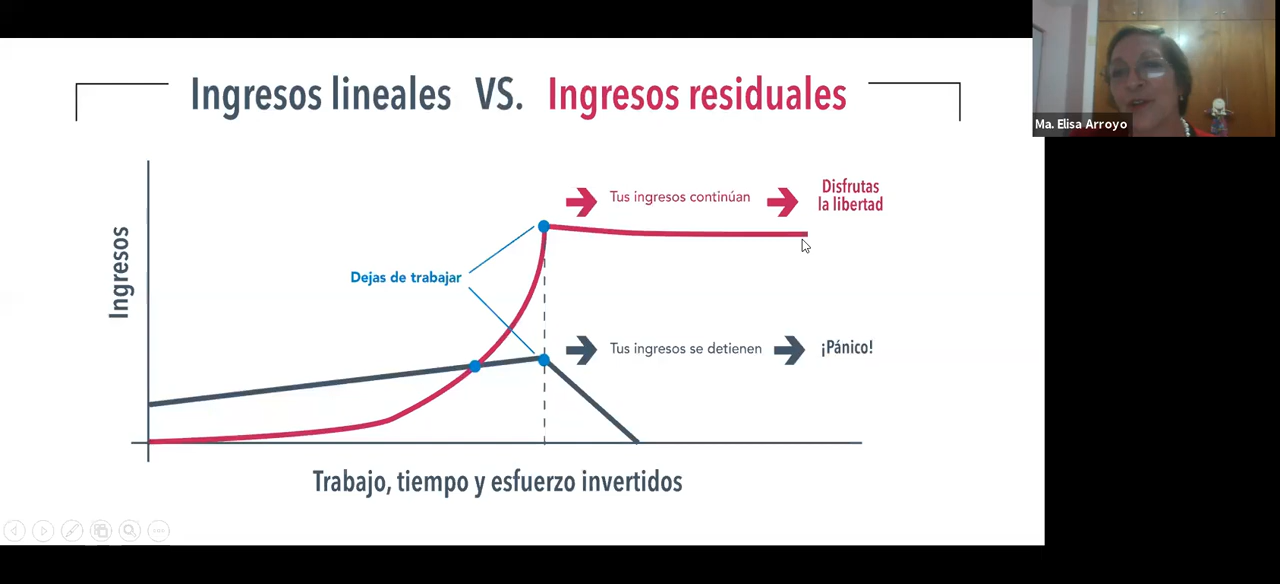 Ingresos lineales VS. Ingresos residuales
Ma. Elisa Arroyo
Ingresos
Tus ingresos continúan
Disfrutas
la libertad
Dejas de trabajar
Tus ingresos se detienen
¡Pánico!
Trabajo, tiempo y esfuerzo invertidos